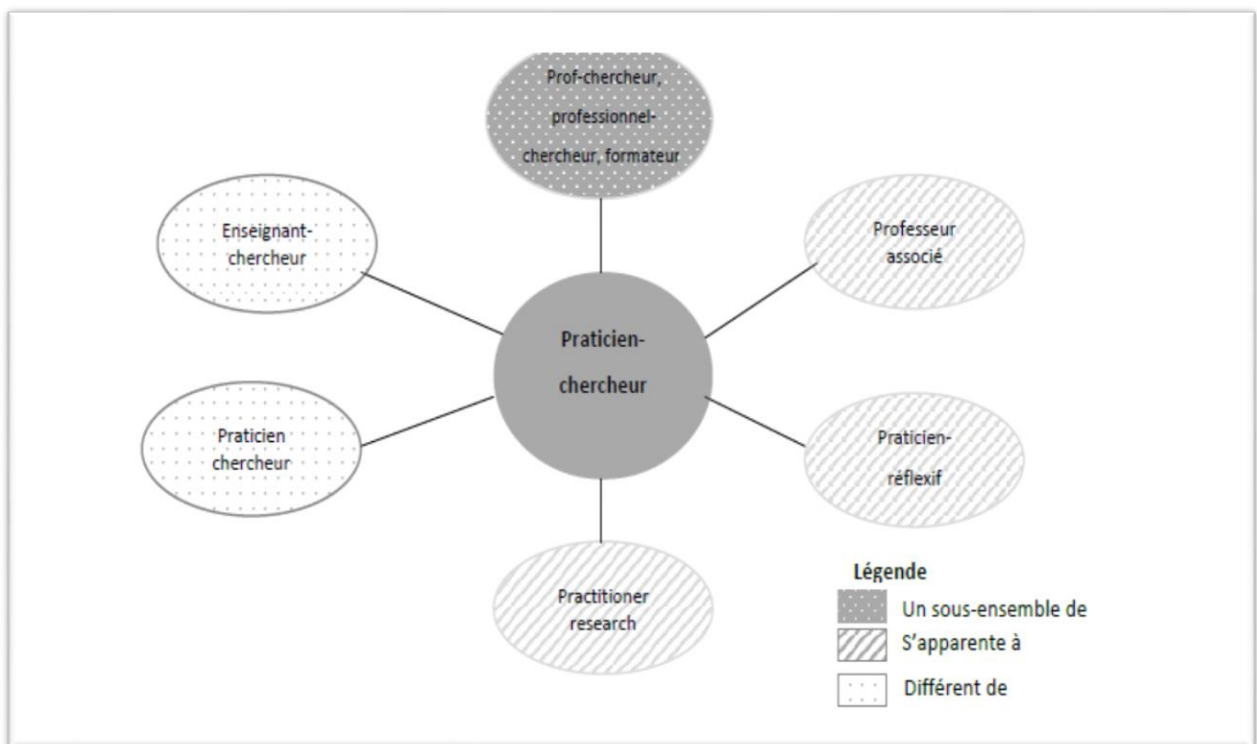 Prof-chercheur,
professionnel-
chercheur, formateur
Enseignant-
chercheur
Professeur
associé
Praticien-
chercheur
Praticien
chercheur
Praticien-
réflexif
Practitioner
research
Légende
Un sous-ensemble de
S'apparente à
Différent de